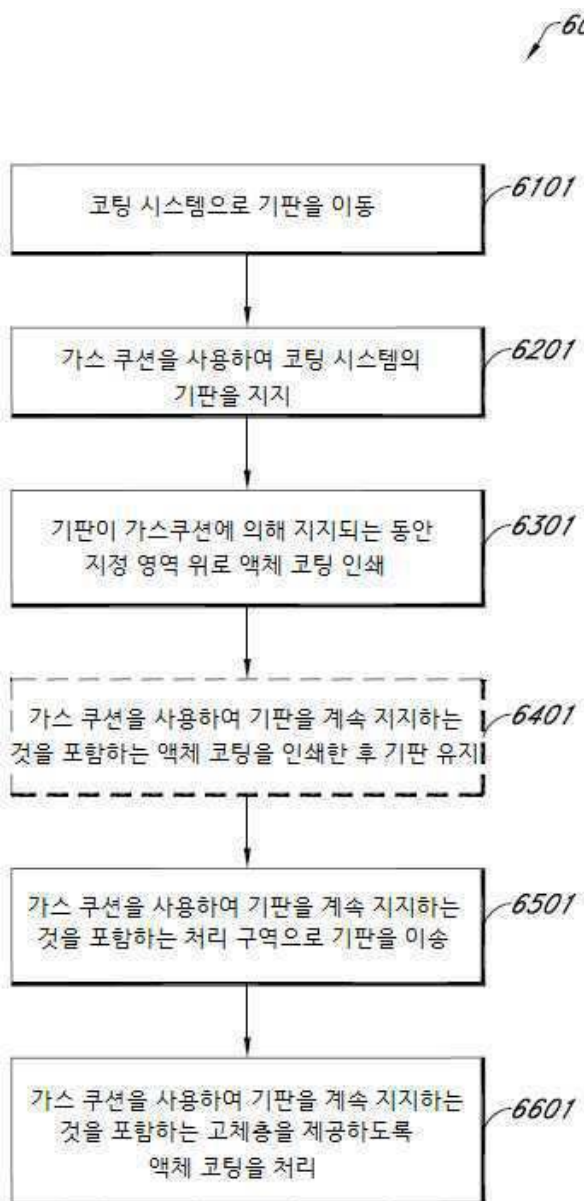 60
코팅 시스템으로 기판을 이동
6101
가스 쿠션을 사용하여 코팅 시스템의
기판을 지지
6201
기판이 가스쿠션에 의해 지지되는 동안
지정 영역 위로 액체 코팅 인쇄
6301
가스 쿠션을 사용하여 기판을 계속 지지하는
것을 포함하는 액체 코팅을 인쇄한 후 기판 유지
6401
가스 쿠션을 사용하여 기판을 계속 지지하는
것을 포함하는 처리 구역으로 기판을 이송
6501
가스 쿠션을 사용하여 기판을 계속 지지하는
것을 포함하는 고체층을 제공하도록
액체 코팅을 처리
6601